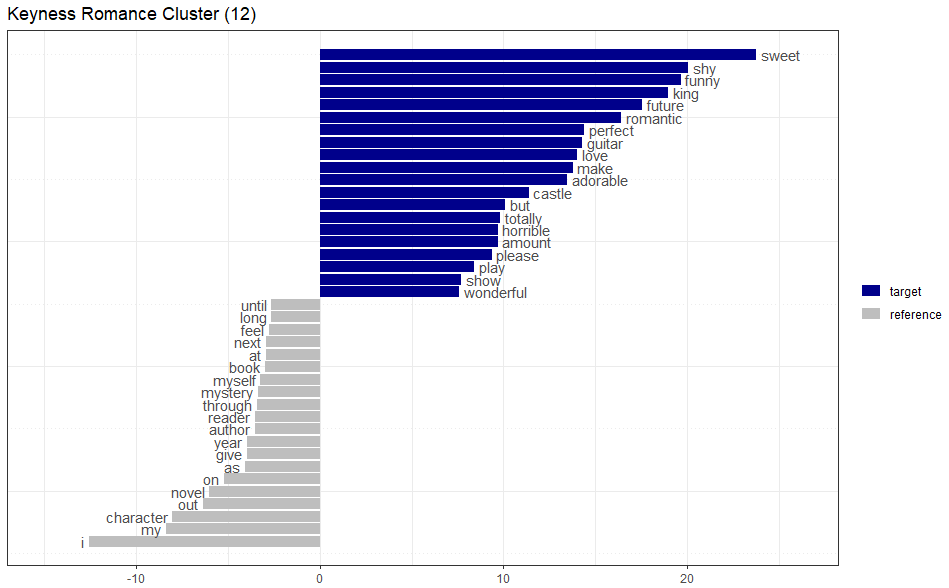 Keyness Romance Cluster (12)
sweet
shy
funny
king
future
romantic
perfect
guitar
love
make
adorable
castle
but
totally
horrible
amount
please
play
show
wonderful
until
long
feel
next
at
book
myself
mystery
through
reader
author
year
give
as
on
novel
out
character
my
i
-10
0
10
20
target
reference